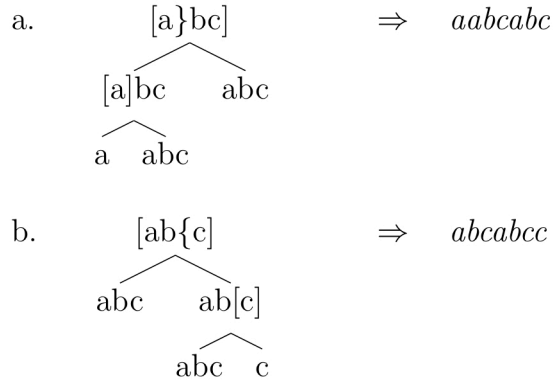 a. [a}bc] ⇒ aabcabc
[a]bc abc
a abc
b. [ab{c] ⇒ abcabcc
abc ab[c]
abc c